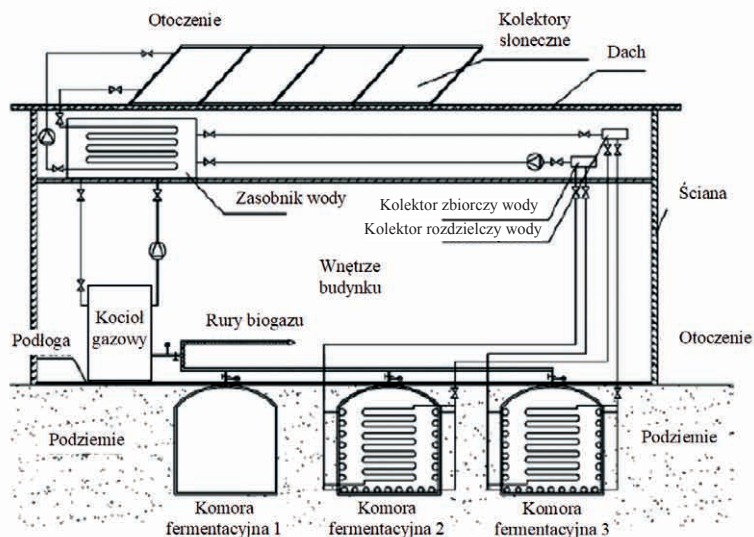 Otoczenie
Kolektory
słoneczne
Dach
Zasobnik wody
Kolektor zbiorczy wody
Kolektor rozdzielczy wody
Ściana
Wnętrze
budynku
Kocioł
gazowy
Rury biogazu
Podłoga
Otoczenie
Podziemie
Podziemie
Komora
fermentacyjna 1
Komora
fermentacyjna 2
Komora
fermentacyjna 3